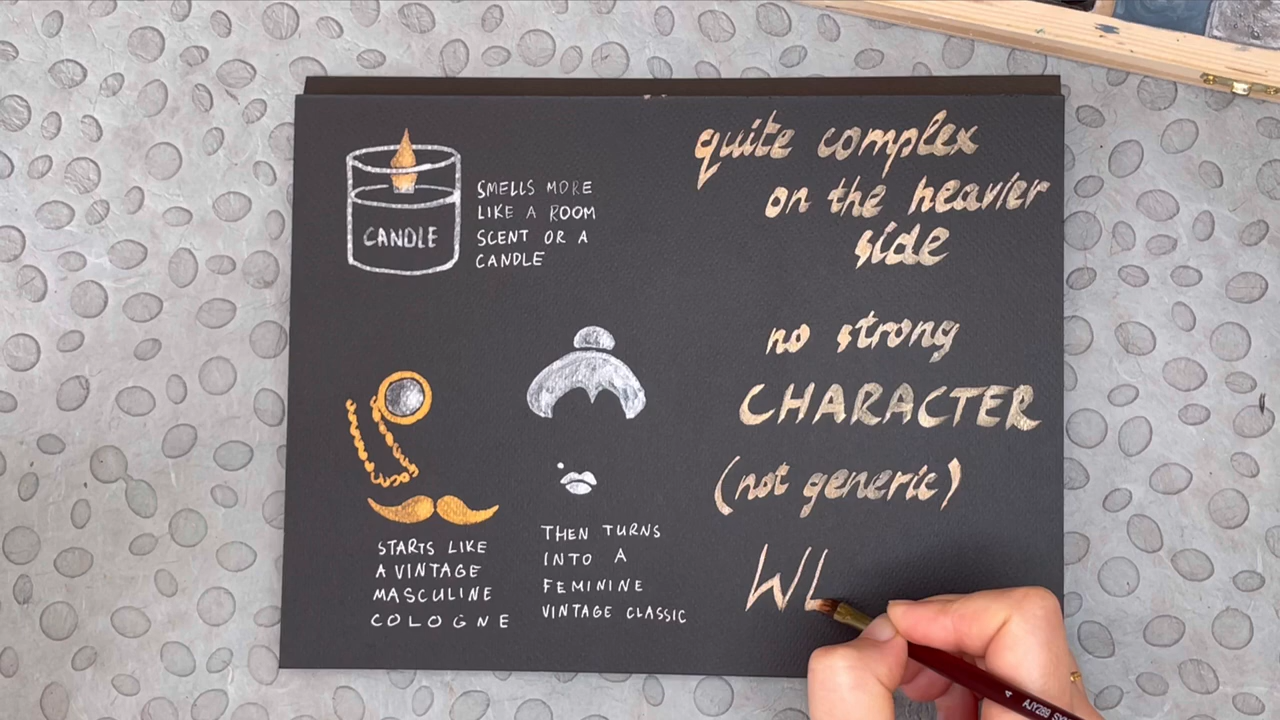 CANDLE
SMELLS MORE
LIKE A ROOM
SCENT OR A
CANDLE
STARTS LIKE
A VINTAGE
MASCULINE
COLOGNE
THEN TURNS
INTO A
FEMININE
VINTAGE CLASSIC
quite complex
on the heavier
side
no strong
CHARACTER
(not generic)
4